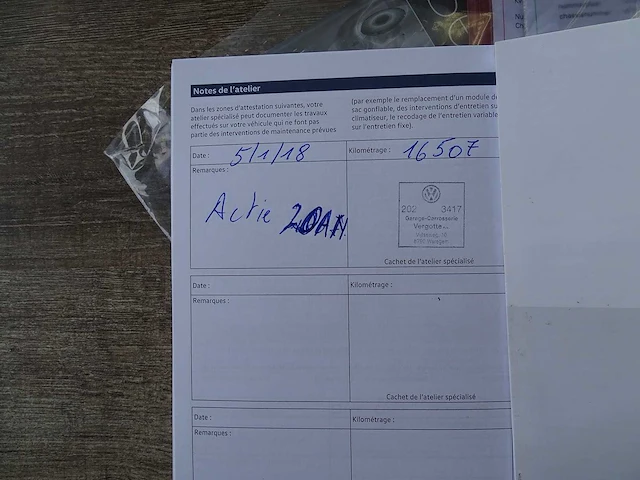 Notes de l'atelier
Dans les zones d'attestation suivantes, votre
atelier spécialisé peut documenter les travaux
effectués sur votre véhicule qui ne font pas
partie des interventions de maintenance prévues
(par exemple le remplacement d'un module de
sac gonflable, des interventions d'entretien su
climatiseur, le recodage de l'entretien variable
sur l'entretien fixe).
Date : 5/1/18
Kilométrage : 16507
Remarques :
Actie
202 3417
Garage-Carrosserie
Vergotte
Cachet de l'atelier spécialisé
Date :
Kilométrage :
Remarques :
Cachet de l'atelier spécialisé
Date :
Kilométrage :
Remarques :